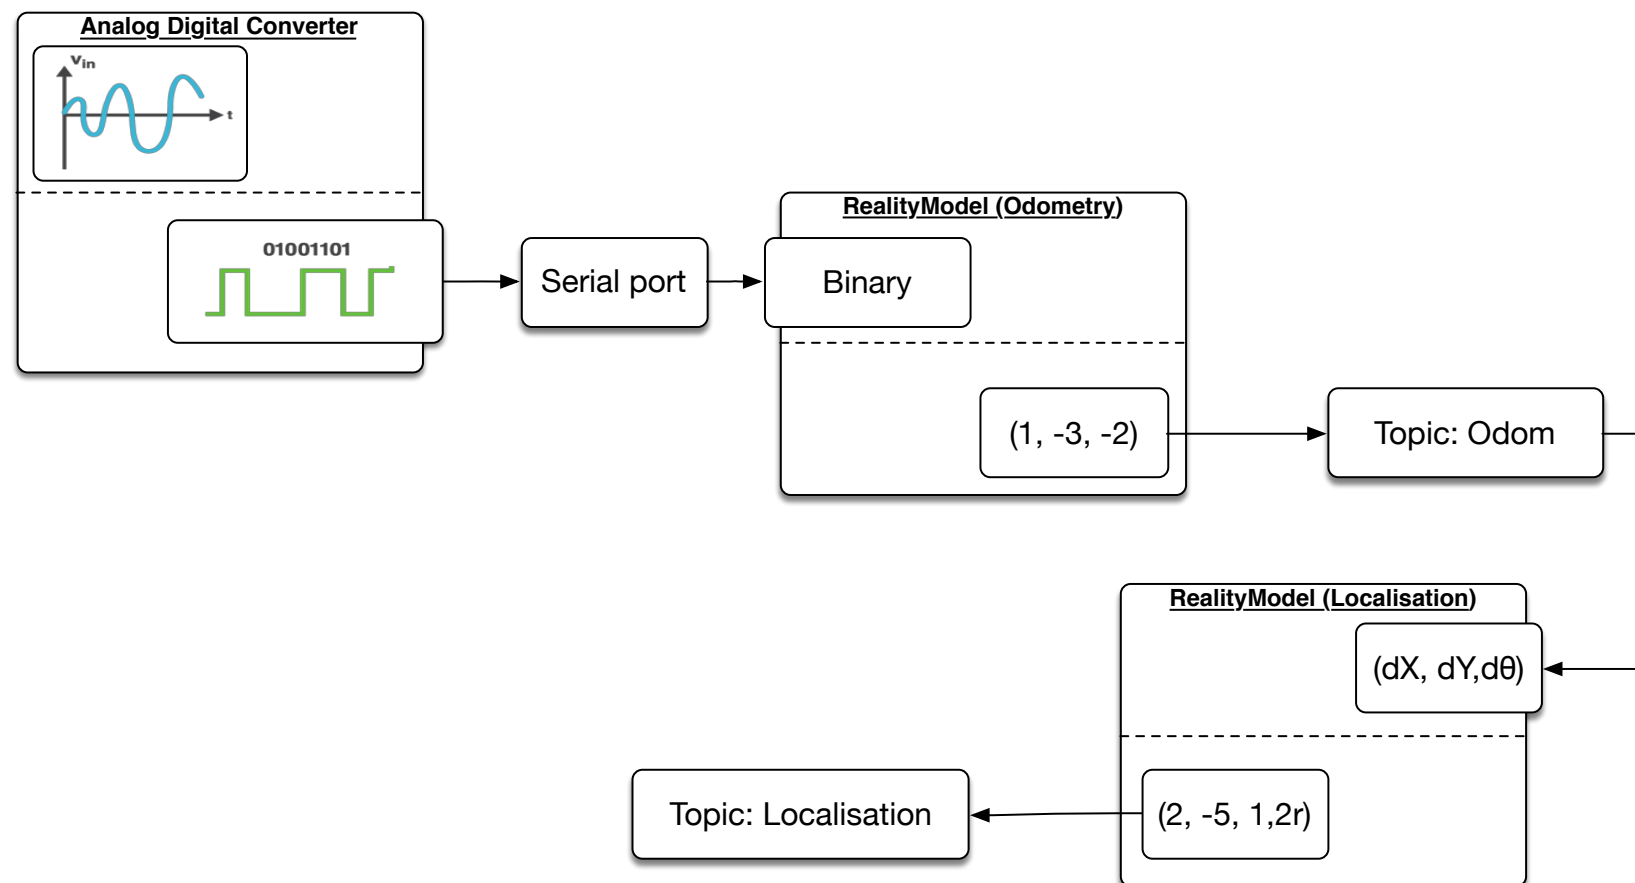 Analog Digital Converter
Vin
t
01001101
Serial port
RealityModel (Odometry)
Binary
(1, -3, -2)
Topic: Odom
RealityModel (Localisation)
(dX, dY,dθ)
(2, -5, 1,2r)
Topic: Localisation